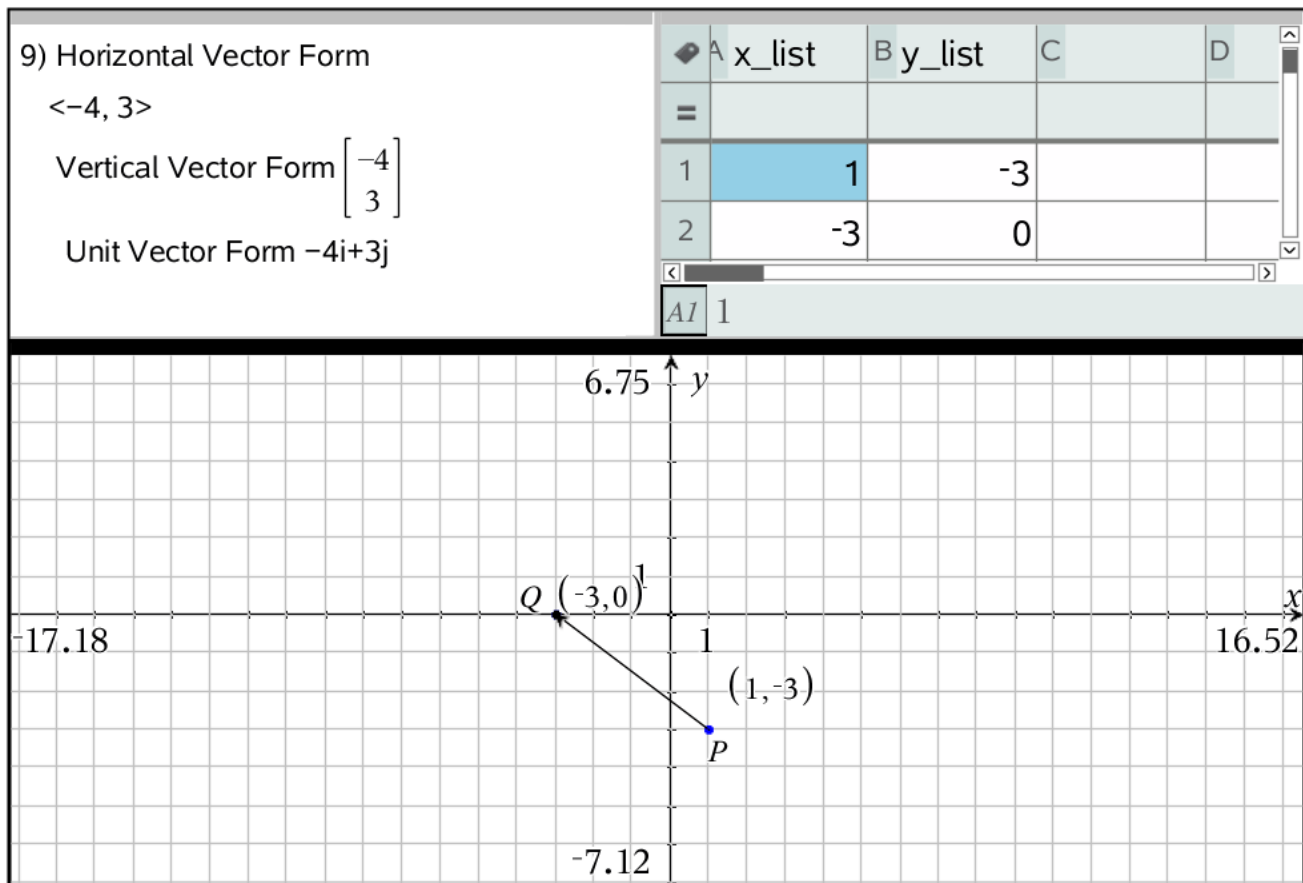 9) Horizontal Vector Form
<−4, 3>
Vertical Vector Form [−4
3]
Unit Vector Form −4i+3j
A x_list B y_list C D
=
1 1 -3
2 -3 0
A1 1
6.75 y
1
Q (-3,0)
x
-17.18 1 16.52
(1,-3)
P
-7.12